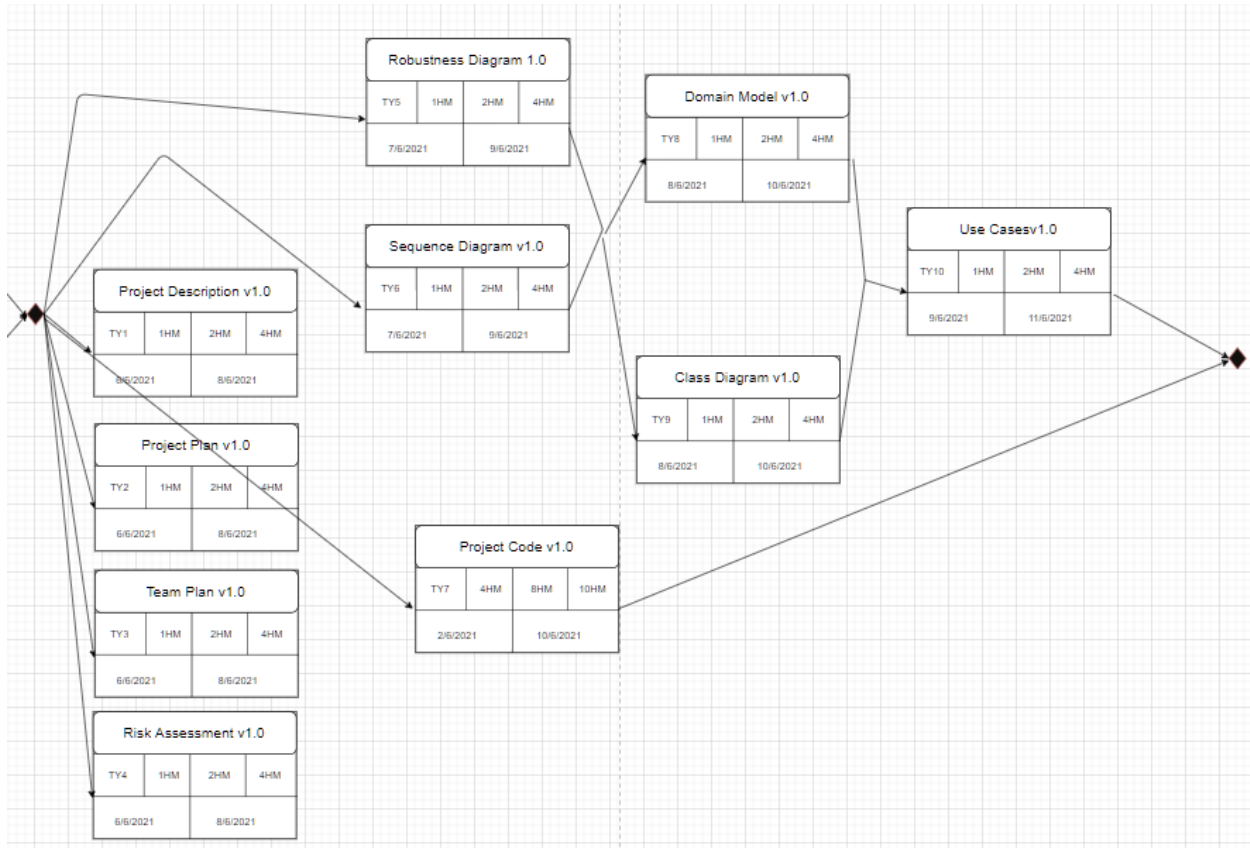 Robustness Diagram 1.0
TY5 1HM 2HM 4HM
7/6/2021 9/6/2021
Domain Model v1.0
TY8 1HM 2HM 4HM
8/6/2021 10/6/2021
Use Casesv1.0
TY10 1HM 2HM 4HM
9/6/2021 11/6/2021
Sequence Diagram v1.0
TY6 1HM 2HM 4HM
7/6/2021 9/6/2021
Project Description v1.0
TY1 1HM 2HM 4HM
6/6/2021 8/6/2021
Class Diagram v1.0
TY9 1HM 2HM 4HM
8/6/2021 10/6/2021
Project Plan v1.0
TY2 1HM 2HM 4HM
6/6/2021 8/6/2021
Project Code v1.0
TY7 4HM 8HM 10HM
2/6/2021 10/6/2021
Team Plan v1.0
TY3 1HM 2HM 4HM
6/6/2021 8/6/2021
Risk Assessment v1.0
TY4 1HM 2HM 4HM
6/6/2021 8/6/2021